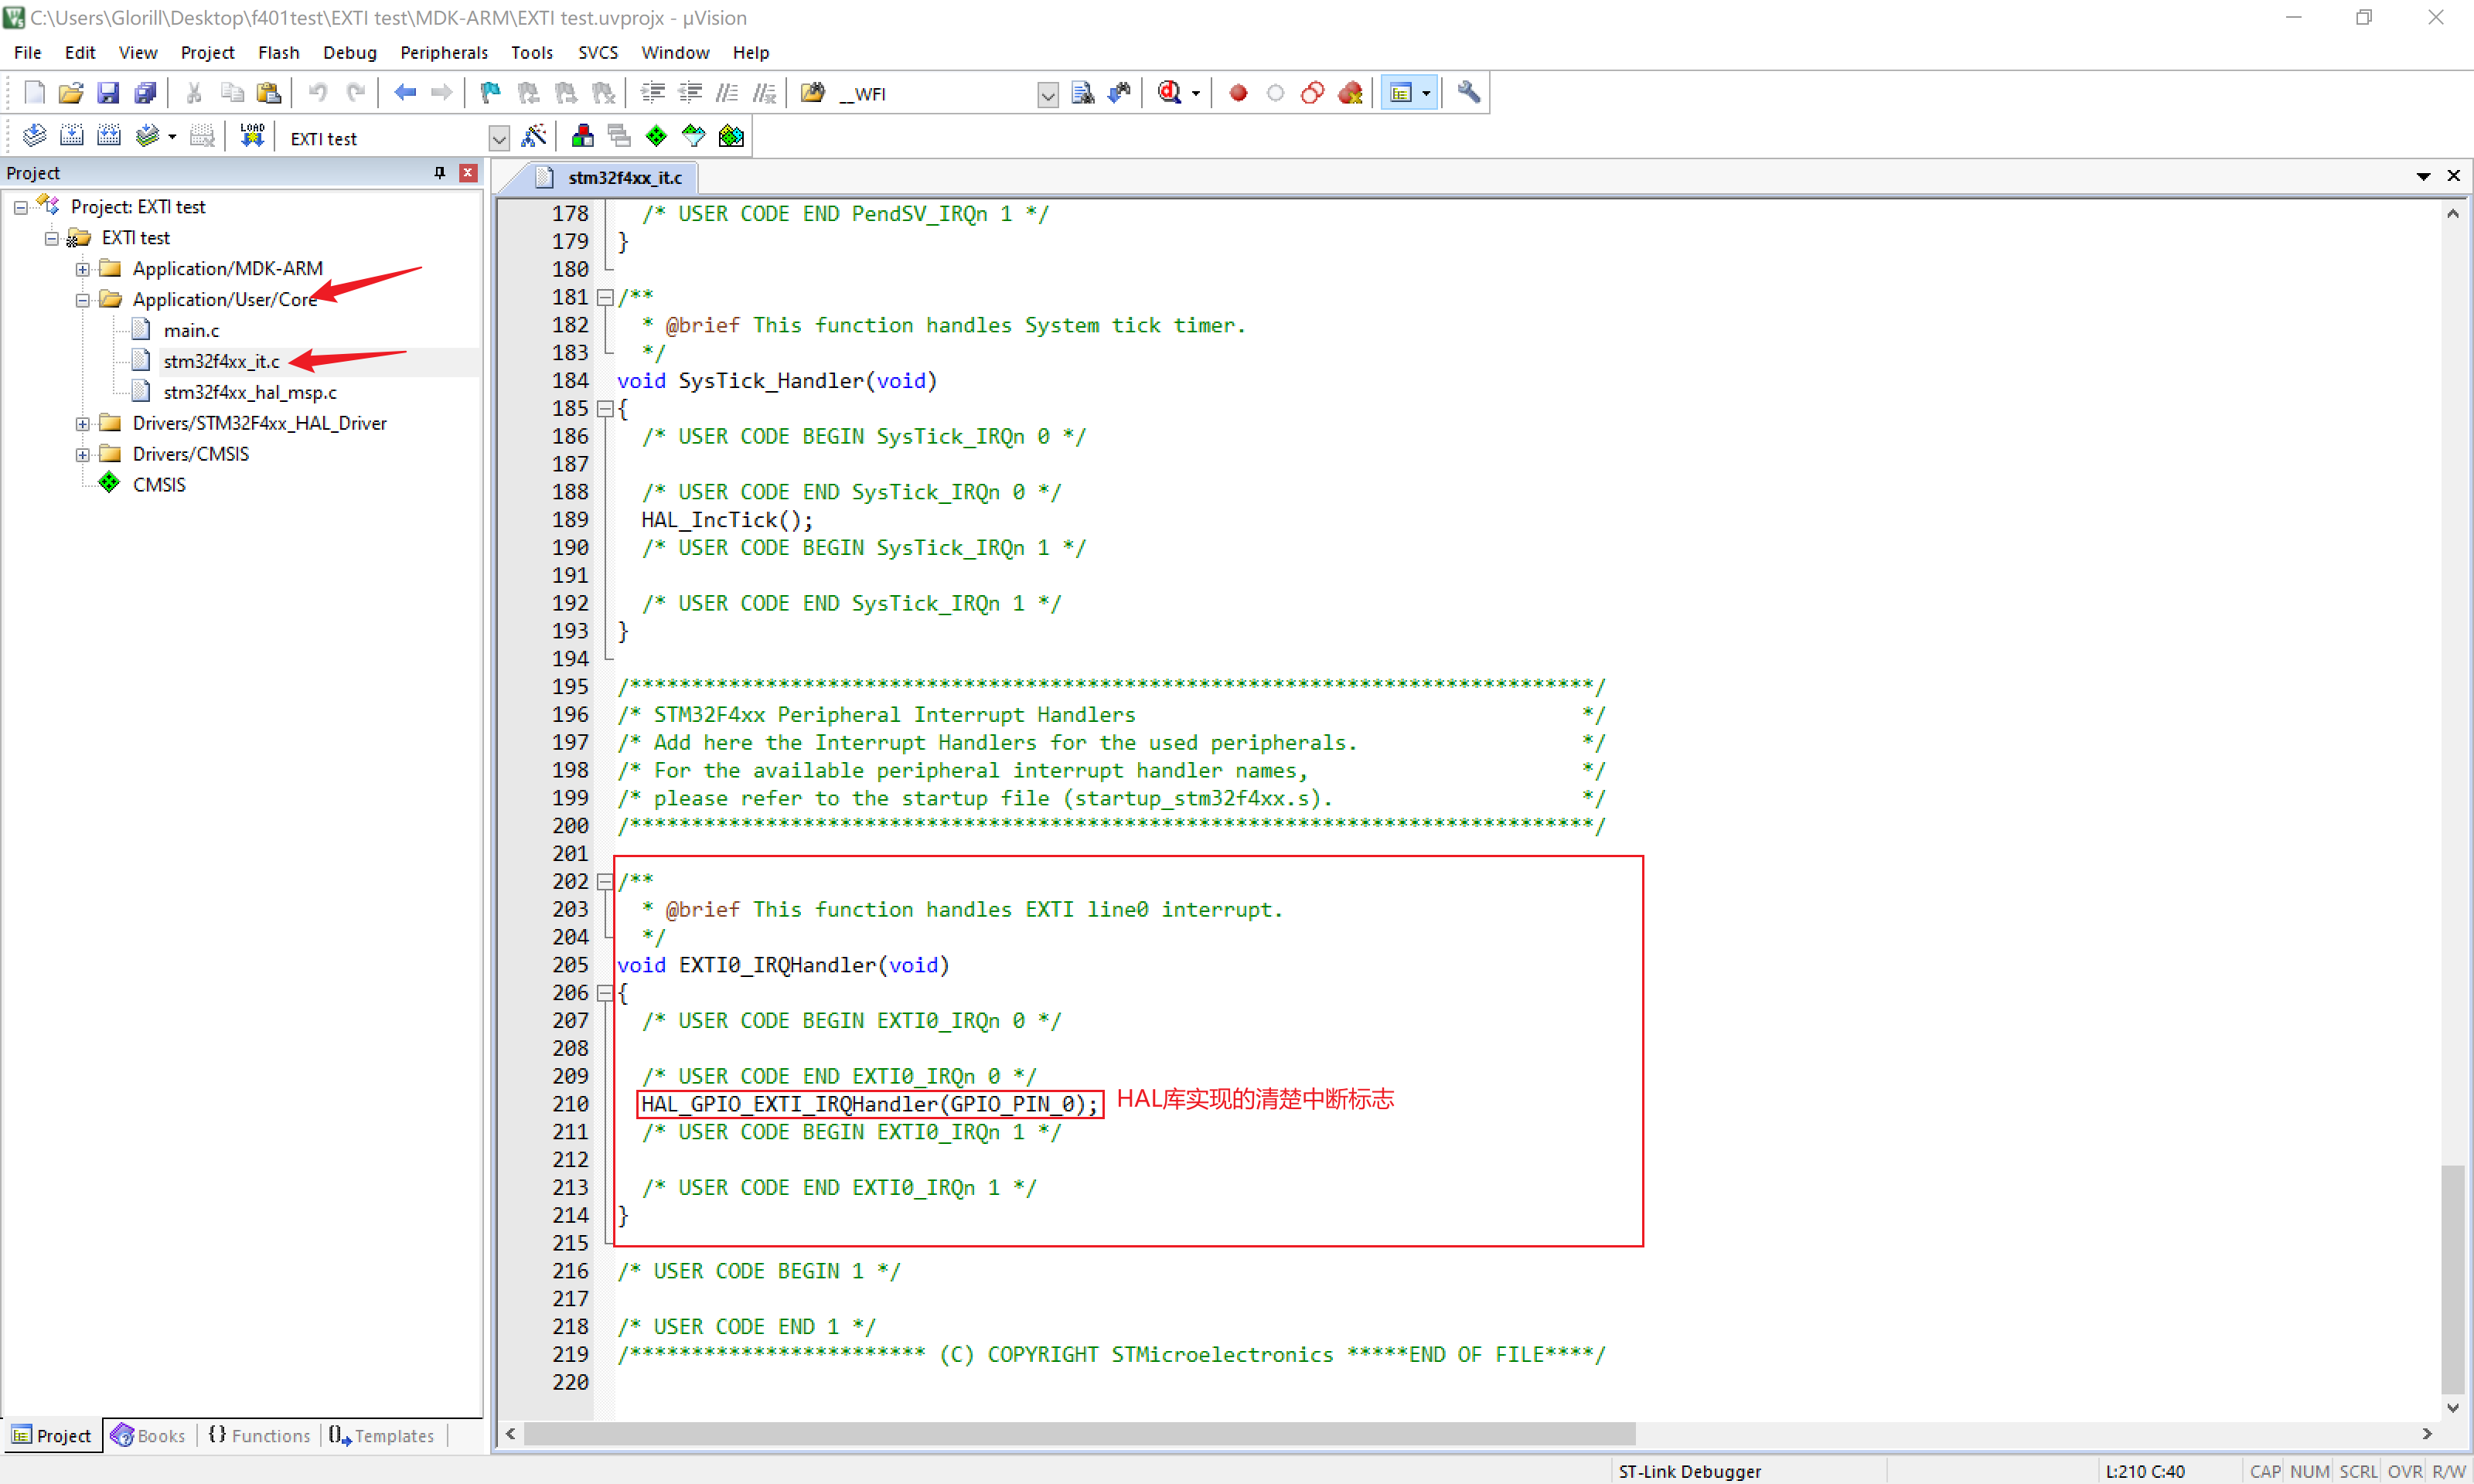 C:\Users\Glorill\Desktop\f401test\EXTI test\MDK-ARM\EXTI test.uvprojx - µVision
File Edit View Project Flash Debug Peripherals Tools SVCS Window Help
__WFI
LOAD
EXTI test
Project
Project: EXTI test
EXTI test
Application/MDK-ARM
Application/User/Core
main.c
stm32f4xx_it.c
stm32f4xx_hal_msp.c
Drivers/STM32F4xx_HAL_Driver
Drivers/CMSIS
CMSIS
Project Books {} Functions Templates
stm32f4xx_it.c
178 /* USER CODE END PendSV_IRQn 1 */
179 }
180
181 /**
182 * @brief This function handles System tick timer.
183 */
184 void SysTick_Handler(void)
185 {
186 /* USER CODE BEGIN SysTick_IRQn 0 */
187
188 /* USER CODE END SysTick_IRQn 0 */
189 HAL_IncTick();
190 /* USER CODE BEGIN SysTick_IRQn 1 */
191
192 /* USER CODE END SysTick_IRQn 1 */
193 }
194
195 /******************************************************************************/
196 /* STM32F4xx Peripheral Interrupt Handlers */
197 /* Add here the Interrupt Handlers for the used peripherals. */
198 /* For the available peripheral interrupt handler names, */
199 /* please refer to the startup file (startup_stm32f4xx.s). */
200 /******************************************************************************/
201
202 /**
203 * @brief This function handles EXTI line0 interrupt.
204 */
205 void EXTI0_IRQHandler(void)
206 {
207 /* USER CODE BEGIN EXTI0_IRQn 0 */
208
209 /* USER CODE END EXTI0_IRQn 0 */
210 HAL_GPIO_EXTI_IRQHandler(GPIO_PIN_0); HAL库实现的清楚中断标志
211 /* USER CODE BEGIN EXTI0_IRQn 1 */
212
213 /* USER CODE END EXTI0_IRQn 1 */
214 }
215
216 /* USER CODE BEGIN 1 */
217
218 /* USER CODE END 1 */
219 /************************ (C) COPYRIGHT STMicroelectronics *****END OF FILE****/
220
ST-Link Debugger L:210 C:40 CAP NUM SCRL OVR R/W